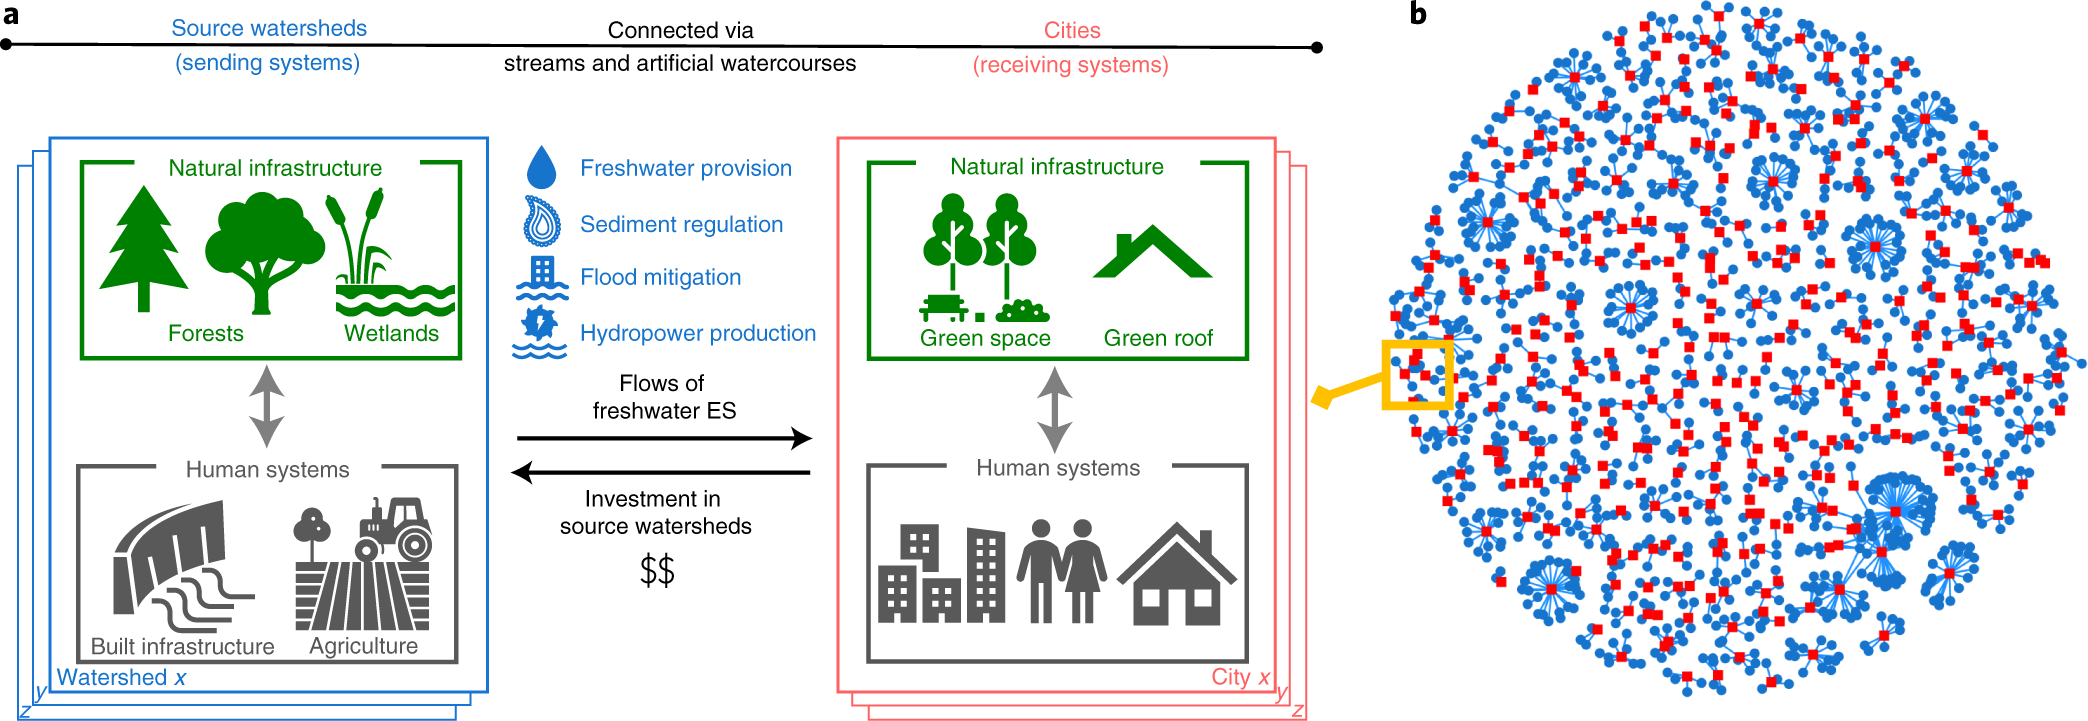 a
Source watersheds
(sending systems)
Connected via
streams and artificial watercourses
Cities
(receiving systems)
Natural infrastructure
Forests
Wetlands
Human systems
Built infrastructure
Agriculture
Watershed x
y
z
Freshwater provision
Sediment regulation
Flood mitigation
Hydropower production
Flows of
freshwater ES
Investment in
source watersheds
$$
Natural infrastructure
Green space
Green roof
Human systems
City x
y
z
b